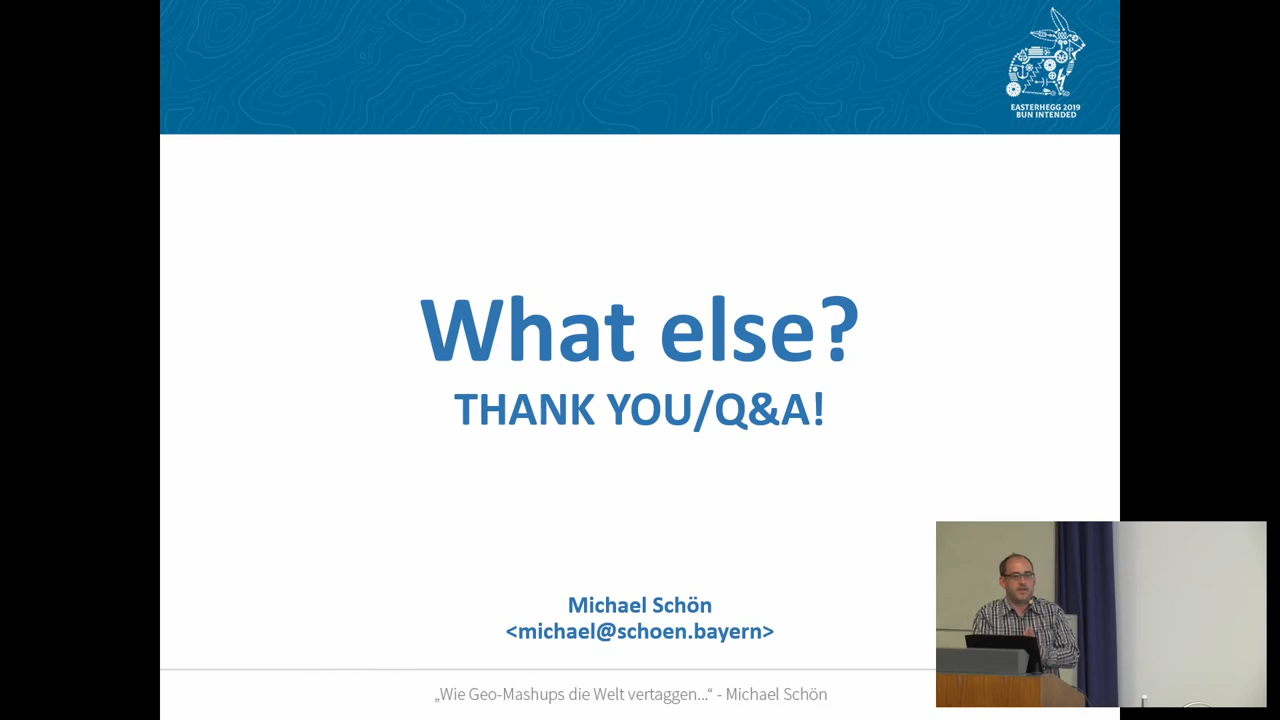 EASTERHEGG 2019
BUN INTENDED
What else?
THANK YOU/Q&A!
Michael Schön
<michael@schoen.bayern>
„Wie Geo-Mashups die Welt vertaggen...“ - Michael Schön